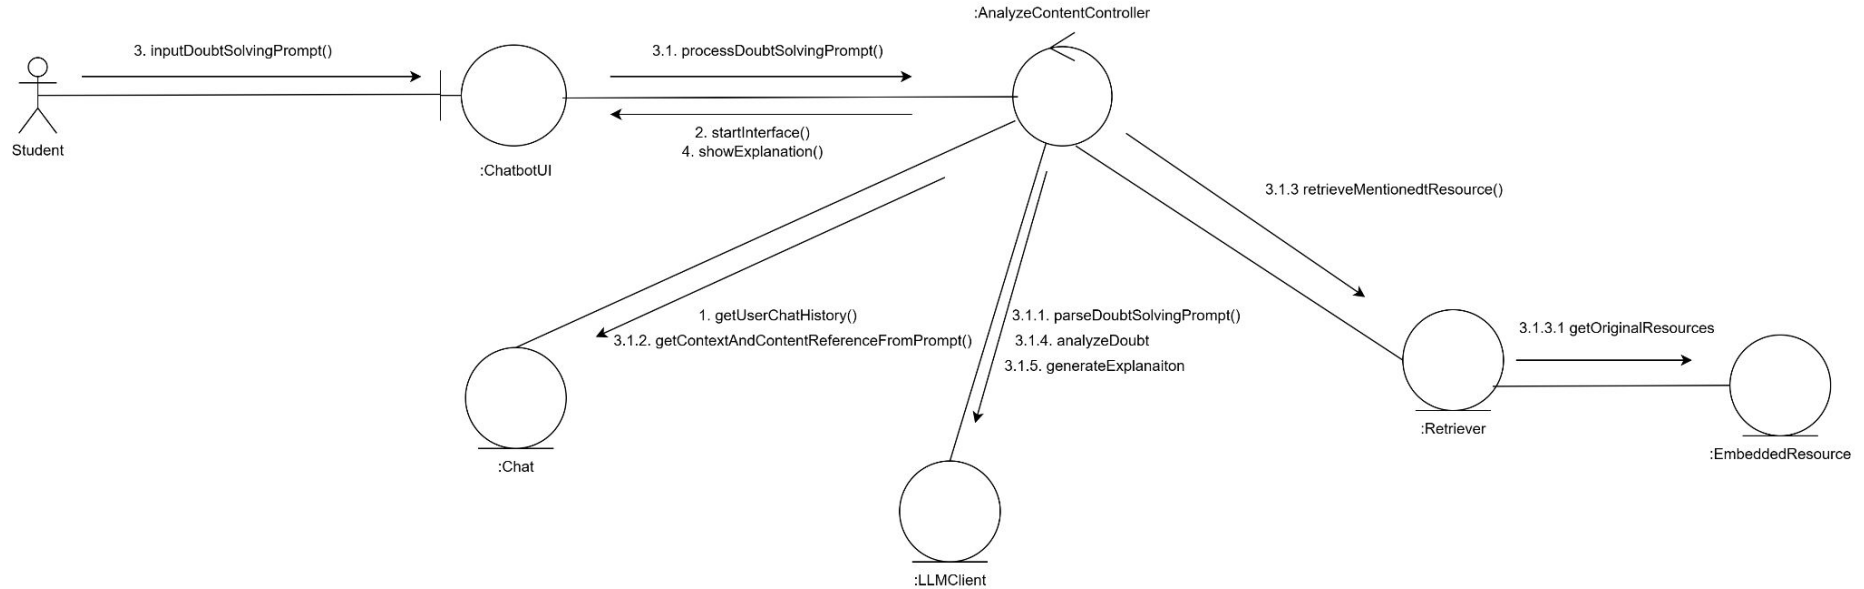 :AnalyzeContentController
3. inputDoubtSolvingPrompt()
3.1. processDoubtSolvingPrompt()
2. startInterface()
4. showExplanation()
Student
:ChatbotUI
3.1.3 retrieveMentionedtResource()
1. getUserChatHistory()
3.1.2. getContextAndContentReferenceFromPrompt()
3.1.1. parseDoubtSolvingPrompt()
3.1.4. analyzeDoubt
3.1.5. generateExplanaiton
3.1.3.1 getOriginalResources
:Retriever
:EmbeddedResource
:Chat
:LLMClient